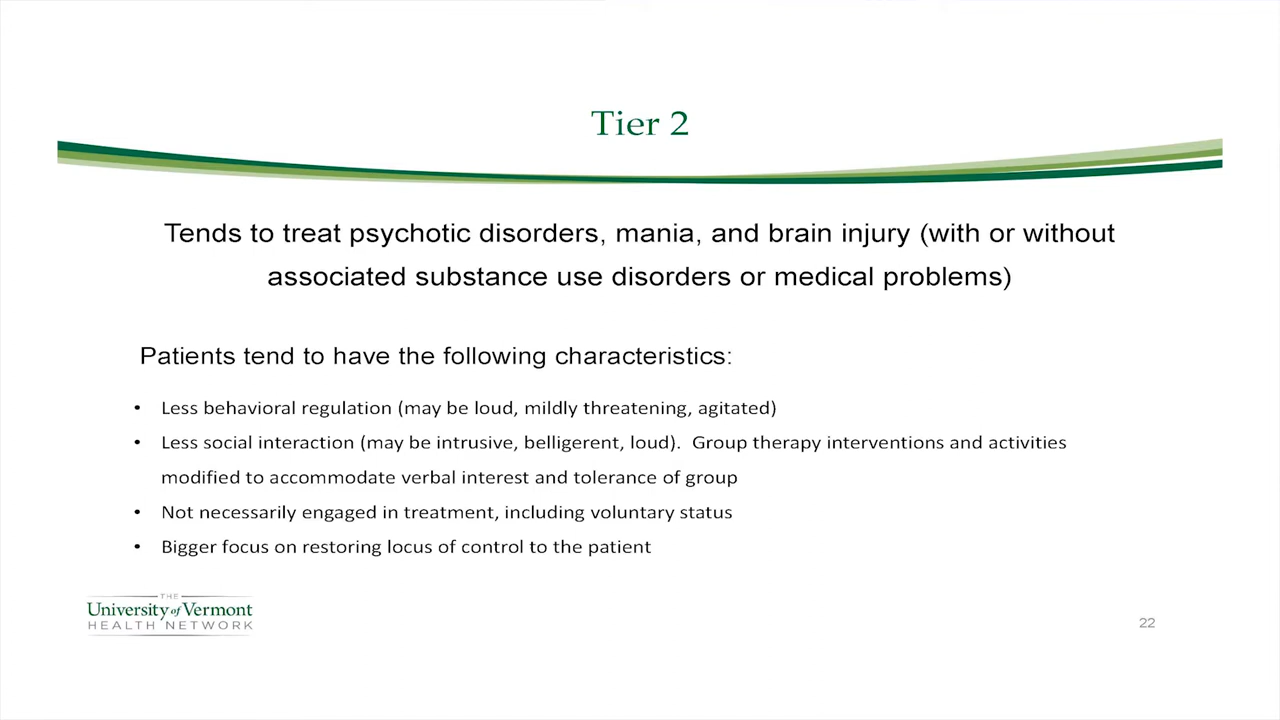 Tier 2
Tends to treat psychotic disorders, mania, and brain injury (with or without
associated substance use disorders or medical problems)
Patients tend to have the following characteristics:
• Less behavioral regulation (may be loud, mildly threatening, agitated)
• Less social interaction (may be intrusive, belligerent, loud).  Group therapy interventions and activities
modified to accommodate verbal interest and tolerance of group
• Not necessarily engaged in treatment, including voluntary status
• Bigger focus on restoring locus of control to the patient
THE
University of Vermont
HEALTH NETWORK
22